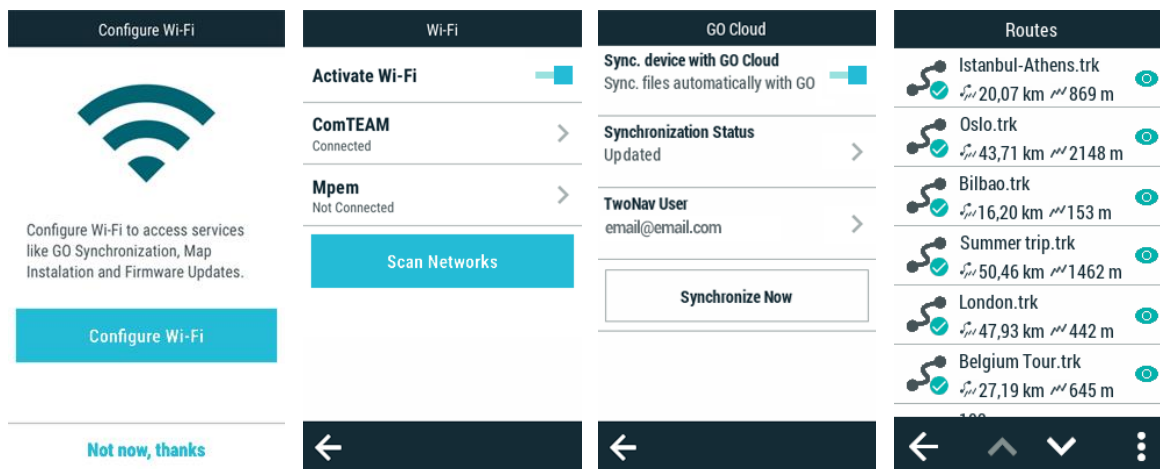 Configure Wi-Fi
Configure Wi-Fi to access services
like GO Synchronization, Map
Instalation and Firmware Updates.
Configure Wi-Fi
Not now, thanks
Wi-Fi
Activate Wi-Fi
ComTEAM
Connected
Mpem
Not Connected
Scan Networks
GO Cloud
Sync. device with GO Cloud
Sync. files automatically with GO
Synchronization Status
Updated
TwoNav User
email@email.com
Synchronize Now
Routes
Istanbul-Athens.trk
20,07 km 869 m
Oslo.trk
43,71 km 2148 m
Bilbao.trk
16,20 km 153 m
Summer trip.trk
50,46 km 1462 m
London.trk
47,93 km 442 m
Belgium Tour.trk
27,19 km 645 m